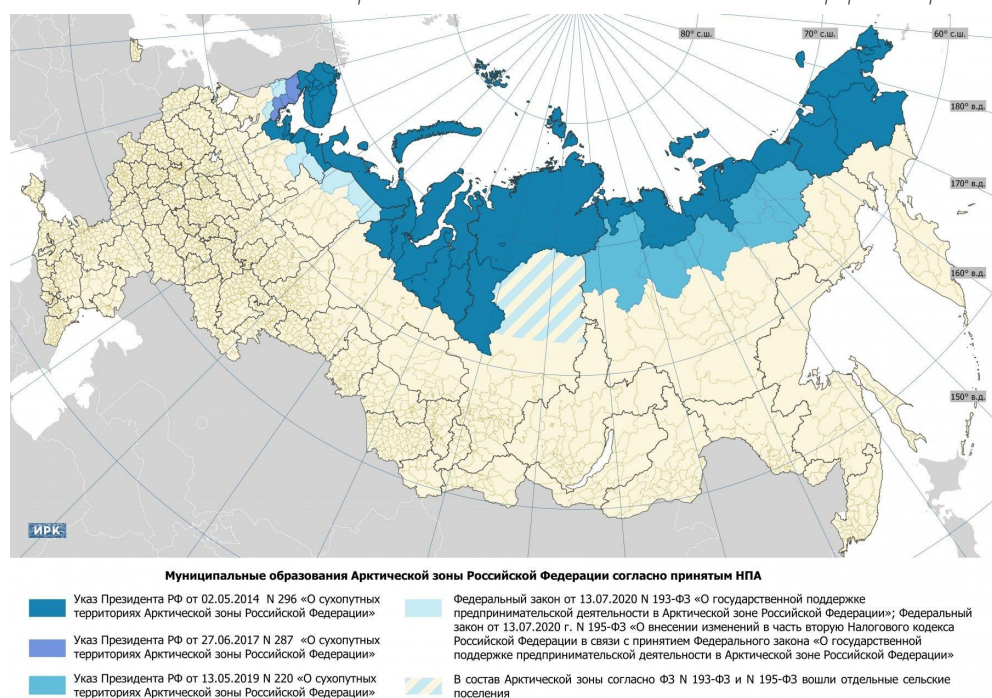 80° с.ш.
70° с.ш.
60° с.ш.
180° в.д.
170° в.д.
160° в.д.
150° в.д.
ИРК
Муниципальные образования Арктической зоны Российской Федерации согласно принятым НПА
Указ Президента РФ от 02.05.2014 N 296 «О сухопутных
территориях Арктической зоны Российской Федерации»
Указ Президента РФ от 27.06.2017 N 287 «О сухопутных
территориях Арктической зоны Российской Федерации»
Указ Президента РФ от 13.05.2019 N 220 «О сухопутных
территориях Арктической зоны Российской Федерации»
Федеральный закон от 13.07.2020 N 193-ФЗ «О государственной поддержке
предпринимательской деятельности в Арктической зоне Российской Федерации»; Федеральный
закон от 13.07.2020 г. N 195-ФЗ «О внесении изменений в часть вторую Налогового кодекса
Российской Федерации в связи с принятием Федерального закона «О государственной
поддержке предпринимательской деятельности в Арктической зоне Российской Федерации»
В состав Арктической зоны согласно ФЗ N 193-ФЗ и N 195-ФЗ вошли отдельные сельские
поселения